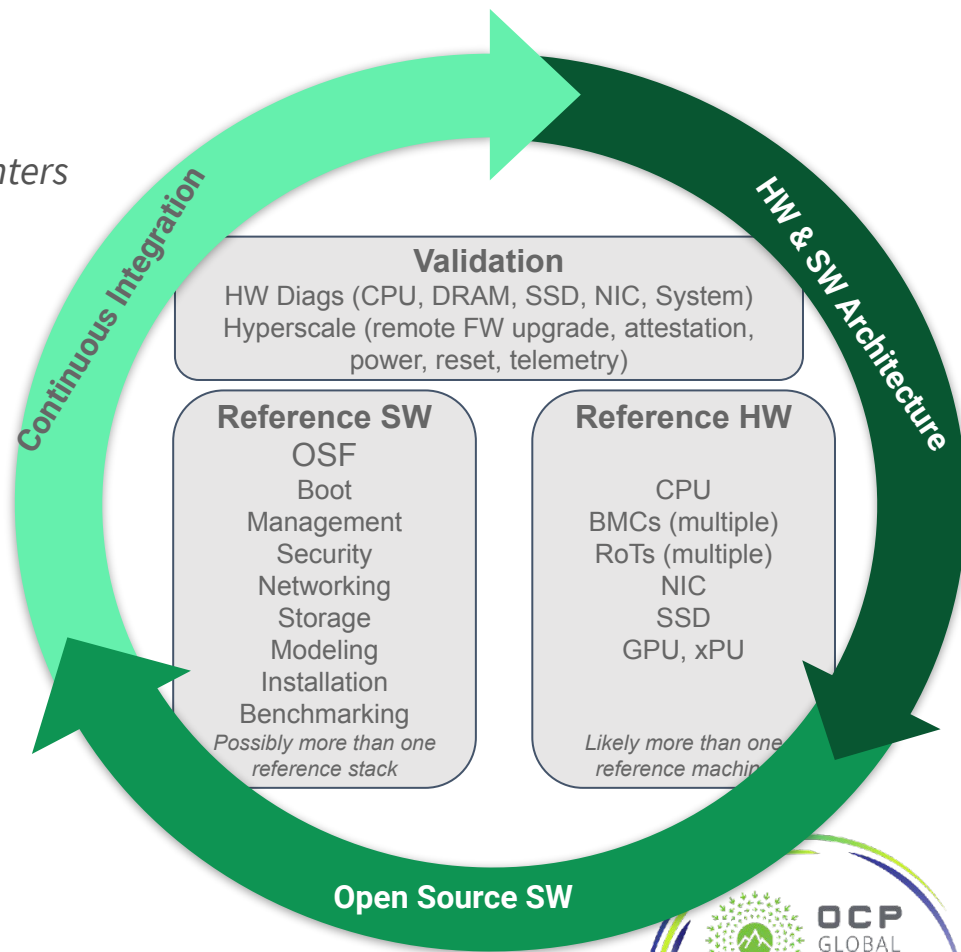 nters
Continuous Integration
HW & SW Architecture
Validation
HW Diags (CPU, DRAM, SSD, NIC, System)
Hyperscale (remote FW upgrade, attestation,
power, reset, telemetry)
Reference SW
OSF
Boot
Management
Security
Networking
Storage
Modeling
Installation
Benchmarking
Possibly more than one
reference stack
Reference HW
CPU
BMCs (multiple)
RoTs (multiple)
NIC
SSD
GPU, xPU
Likely more than one
reference machin
Open Source SW
OCP
GLOBAL